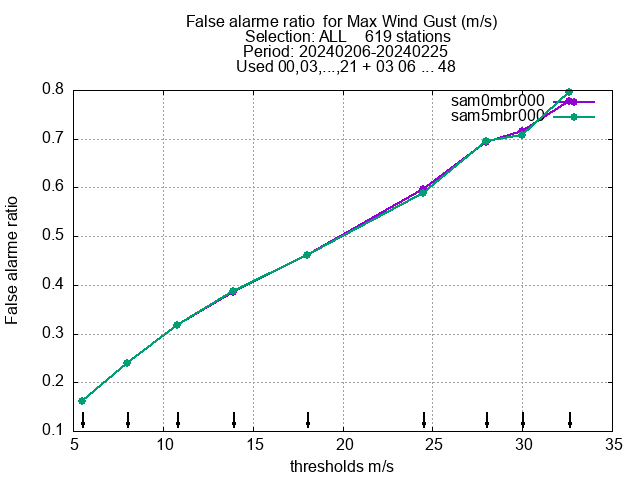 False alarme ratio  for Max Wind Gust (m/s)
Selection: ALL    619 stations
Period: 20240206-20240225
Used 00,03,...,21 + 03 06 ... 48
0.8
0.7
0.6
0.5
0.4
0.3
0.2
0.1
False alarme ratio
sam0mbr000
sam5mbr000
5 10 15 20 25 30 35
thresholds m/s